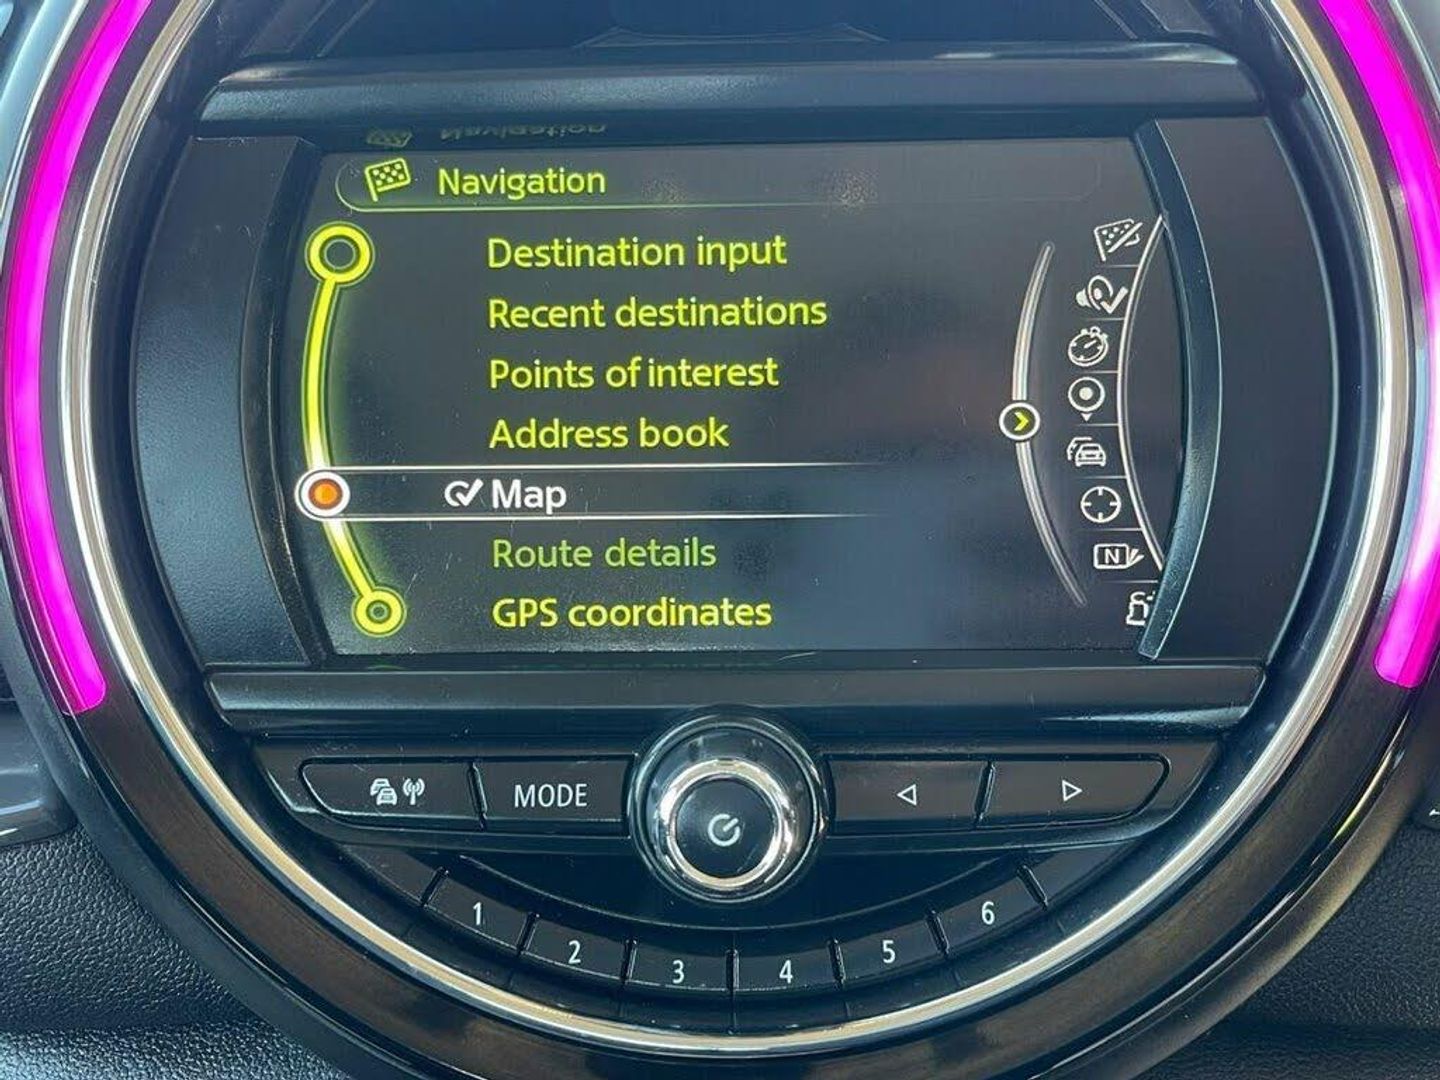 Navigation
Destination input
Recent destinations
Points of interest
Address book
Map
Route details
GPS coordinates
N
MODE
1
2
3
4
5
6